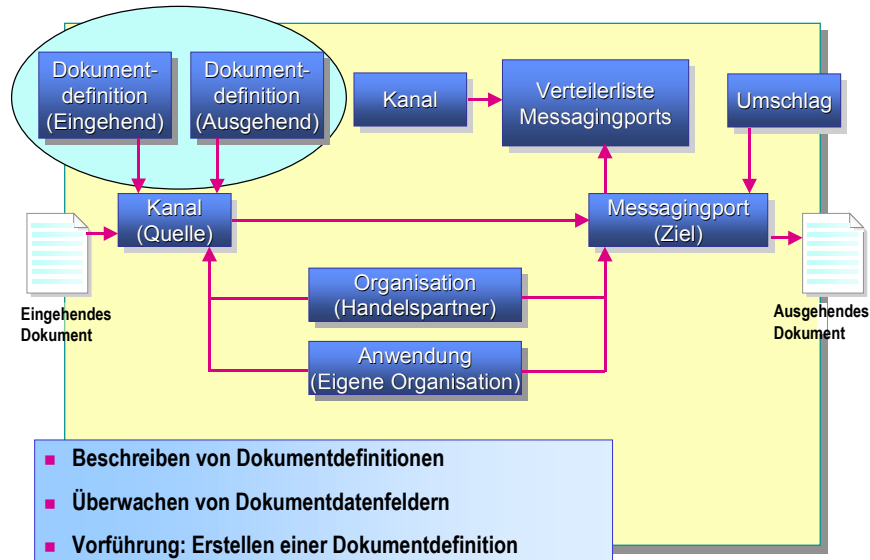 Dokument-
definition
(Eingehend)
Dokument-
definition
(Ausgehend)
Kanal
Verteilerliste
Messagingports
Umschlag
Kanal
(Quelle)
Messagingport
(Ziel)
Eingehendes
Dokument
Organisation
(Handelspartner)
Ausgehendes
Dokument
Anwendung
(Eigene Organisation)
Beschreiben von Dokumentdefinitionen
Überwachen von Dokumentdatenfeldern
Vorführung: Erstellen einer Dokumentdefinition